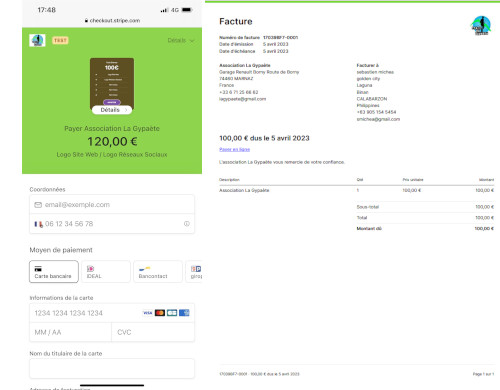 17:48
4G
checkout.stripe.com
TEST
Détails
100€
Détails
Payer Association La Gypaète
120,00 €
Logo Site Web / Logo Réseaux Sociaux
Coordonnées
email@exemple.com
06 12 34 56 78
Moyen de paiement
Carte bancaire
iDEAL
Bancontact
girop
Informations de la carte
1234 1234 1234 1234
VISA
MM / AA
CVC
Nom du titulaire de la carte
Facture
Numéro de facture 17038BF7-0001
Date d'émission 5 avril 2023
Date d'échéance 5 avril 2023
Association La Gypaète
Garage Renault Borny Route de Borny
74460 MARNAZ
France
+33 6 71 25 66 62
lagypaete@gmail.com
Facturer à
sebastien michea
golden city
Laguna
Binan
CALABARZON
Philippines
+63 905 154 5454
smichea@gmail.com
100,00 € dus le 5 avril 2023
Payer en ligne
L'association La Gypaète vous remercie de votre confiance.
Description Qté Prix unitaire Montant
Association La Gypaète 1 100,00 € 100,00 €
Sous-total 100,00 €
Total 100,00 €
Montant dû 100,00 €
17038BF7-0001 · 100,00 € dus le 5 avril 2023
Page 1 sur 1